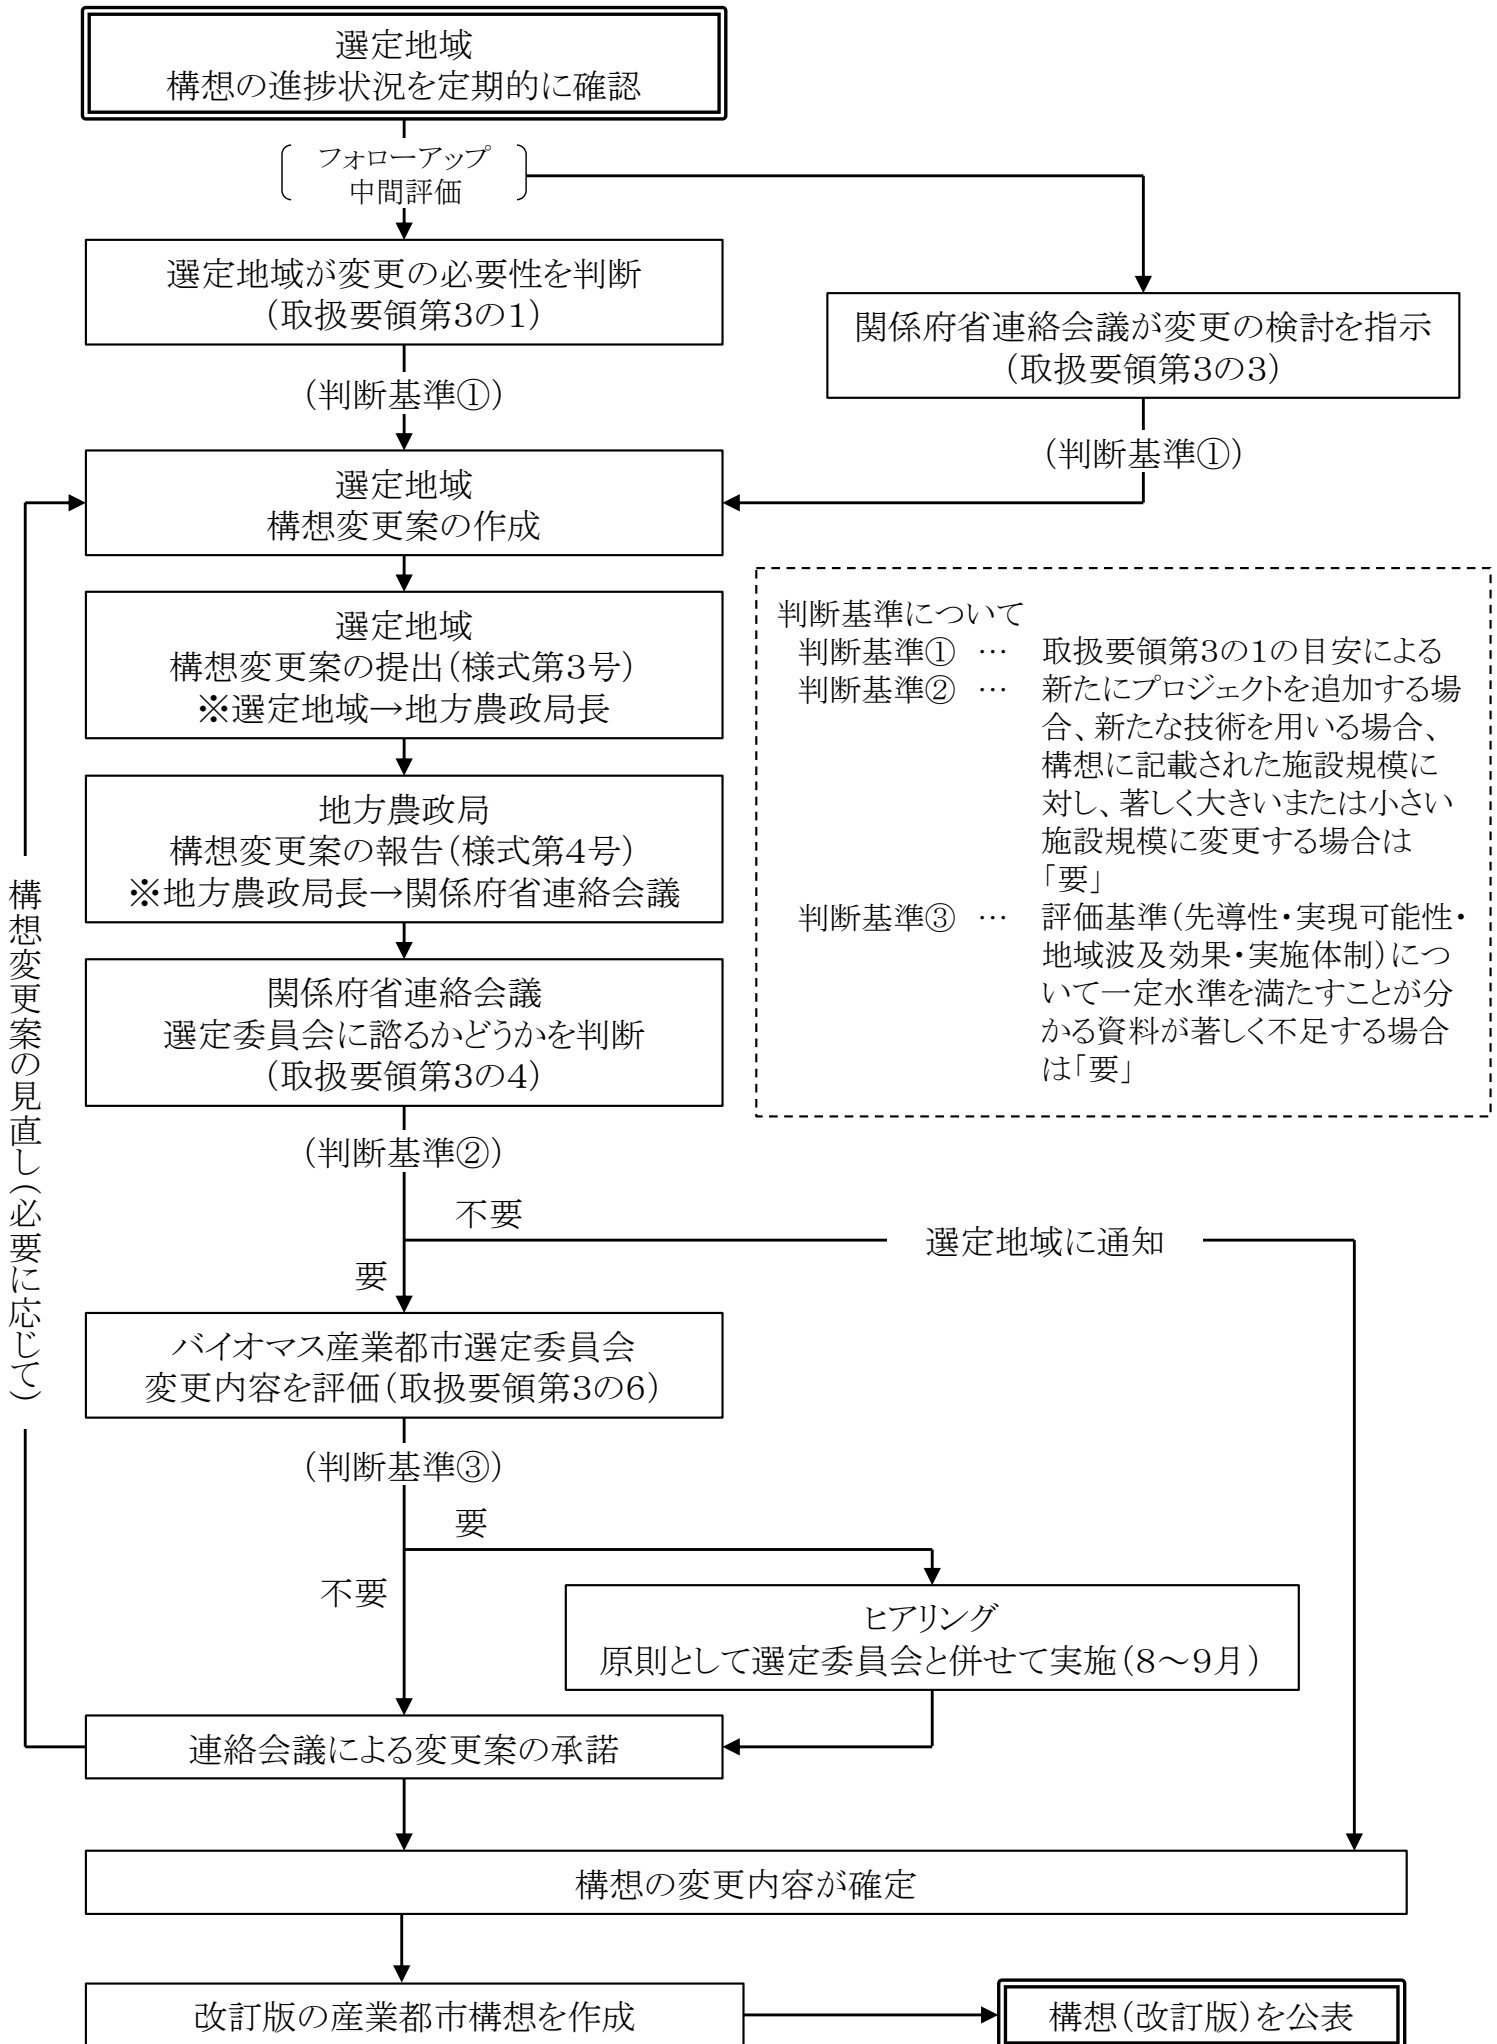 選定地域
構想の進捗状況を定期的に確認
フォローアップ
中間評価
選定地域が変更の必要性を判断
（取扱要領第3の1）
関係府省連絡会議が変更の検討を指示
（取扱要領第3の3）
（判断基準①）
（判断基準①）
選定地域
構想変更案の作成
選定地域
構想変更案の提出（様式第3号）
※選定地域→地方農政局長
判断基準について
判断基準① … 取扱要領第3の1の目安による
判断基準② … 新たにプロジェクトを追加する場
合、新たな技術を用いる場合、
構想に記載された施設規模に
対し、著しく大きいまたは小さい
施設規模に変更する場合は
「要」
判断基準③ … 評価基準（先導性・実現可能性・
地域波及効果・実施体制）につ
いて一定水準を満たすことが分
かる資料が著しく不足する場合
は「要」
地方農政局
構想変更案の報告（様式第4号）
※地方農政局長→関係府省連絡会議
関係府省連絡会議
選定委員会に諮るかどうかを判断
（取扱要領第3の4）
構想変更案の見直し（必要に応じて）
（判断基準②）
不要
選定地域に通知
要
バイオマス産業都市選定委員会
変更内容を評価（取扱要領第3の6）
（判断基準③）
要
不要
ヒアリング
原則として選定委員会と併せて実施（8～9月）
連絡会議による変更案の承諾
構想の変更内容が確定
改訂版の産業都市構想を作成
構想（改訂版）を公表